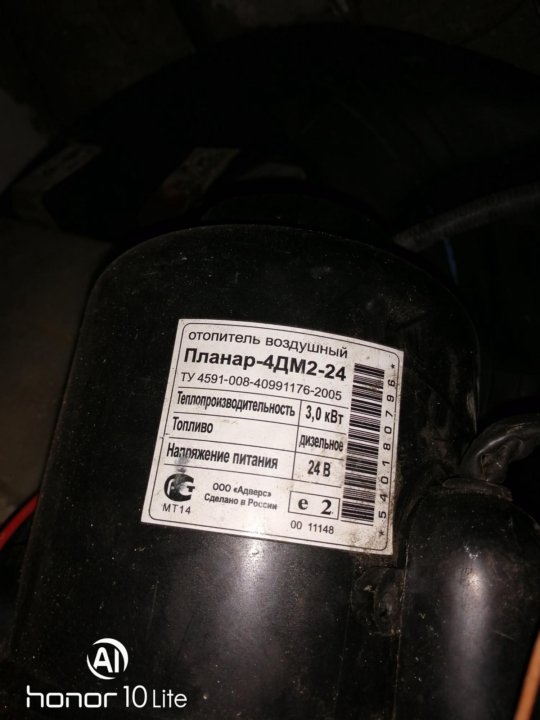 отопитель воздушный
Планар-4ДМ2-24
ТУ 4591-008-40991176-2005
Теплопроизводительность 3,0 кВт
Топливо дизельное
Напряжение питания 24 В
МТ14
ООО «Адверс»
Сделано в России
e 2
00 11148
*540180796*
AI
honor 10 Lite